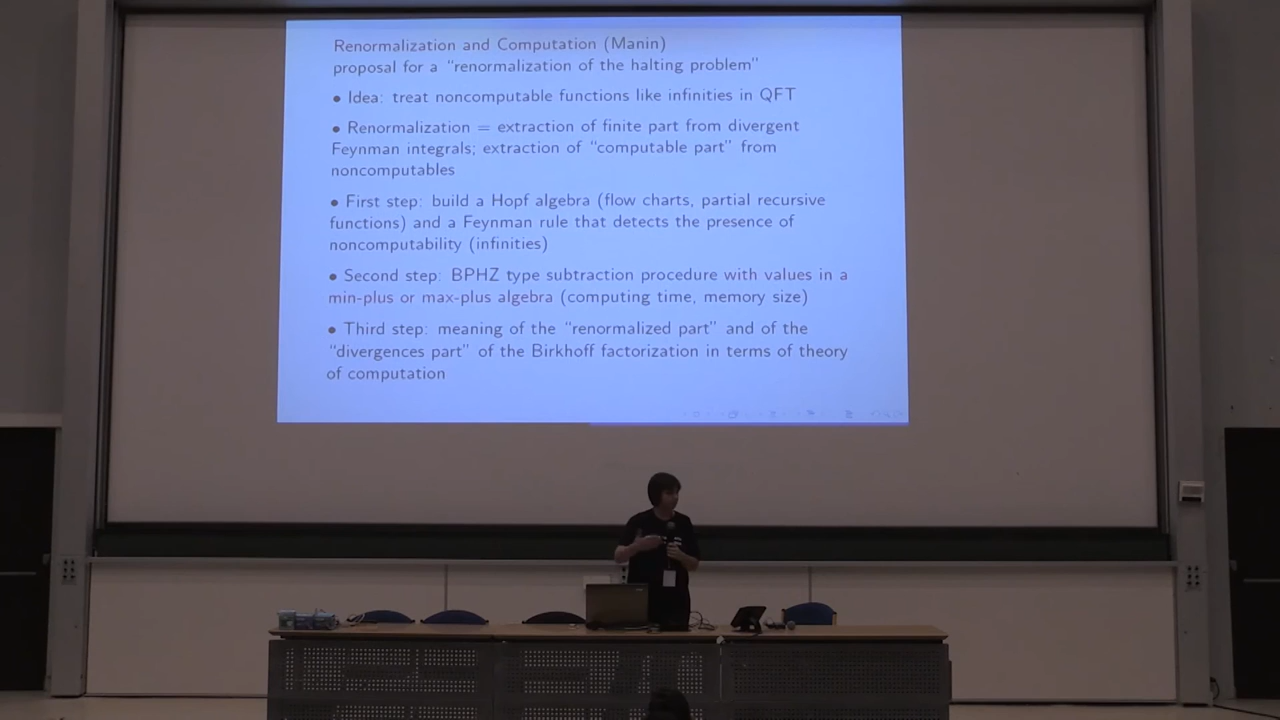 Renormalization and Computation (Manin)
proposal for a "renormalization of the halting problem"
• Idea: treat noncomputable functions like infinities in QFT
• Renormalization = extraction of finite part from divergent
Feynman integrals; extraction of "computable part" from
noncomputables
• First step: build a Hopf algebra (flow charts, partial recursive
functions) and a Feynman rule that detects the presence of
noncomputability (infinities)
• Second step: BPHZ type subtraction procedure with values in a
min-plus or max-plus algebra (computing time, memory size)
• Third step: meaning of the "renormalized part" and of the
"divergences part" of the Birkhoff factorization in terms of theory
of computation